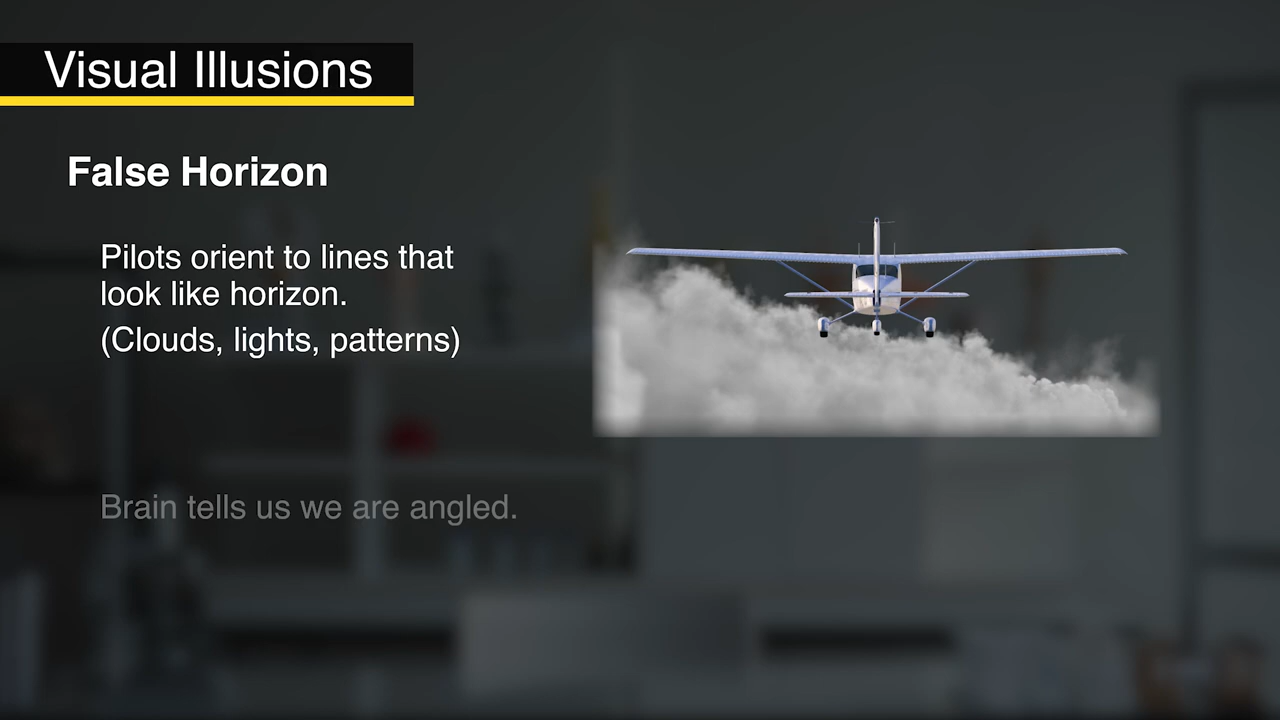 Visual Illusions
False Horizon
Pilots orient to lines that
look like horizon.
(Clouds, lights, patterns)
Brain tells us we are angled.